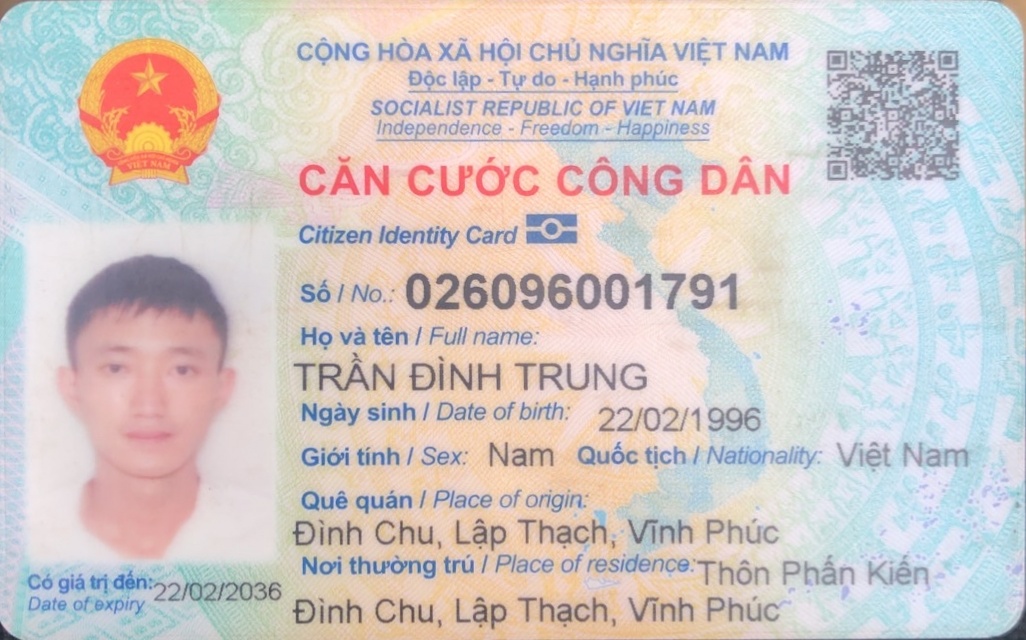 CỘNG HÒA XÃ HỘI CHỦ NGHĨA VIỆT NAM
Độc lập - Tự do - Hạnh phúc
SOCIALIST REPUBLIC OF VIET NAM
Independence - Freedom - Happiness
CĂN CƯỚC CÔNG DÂN
Citizen Identity Card
Số / No.: 026096001791
Họ và tên / Full name:
TRẦN ĐÌNH TRUNG
Ngày sinh / Date of birth: 22/02/1996
Giới tính / Sex: Nam Quốc tịch / Nationality: Việt Nam
Quê quán / Place of origin:
Đình Chu, Lập Thạch, Vĩnh Phúc
Nơi thường trú / Place of residence: Thôn Phấn Kiến
Đình Chu, Lập Thạch, Vĩnh Phúc
Có giá trị đến: 22/02/2036
Date of expiry
VIỆT NAM